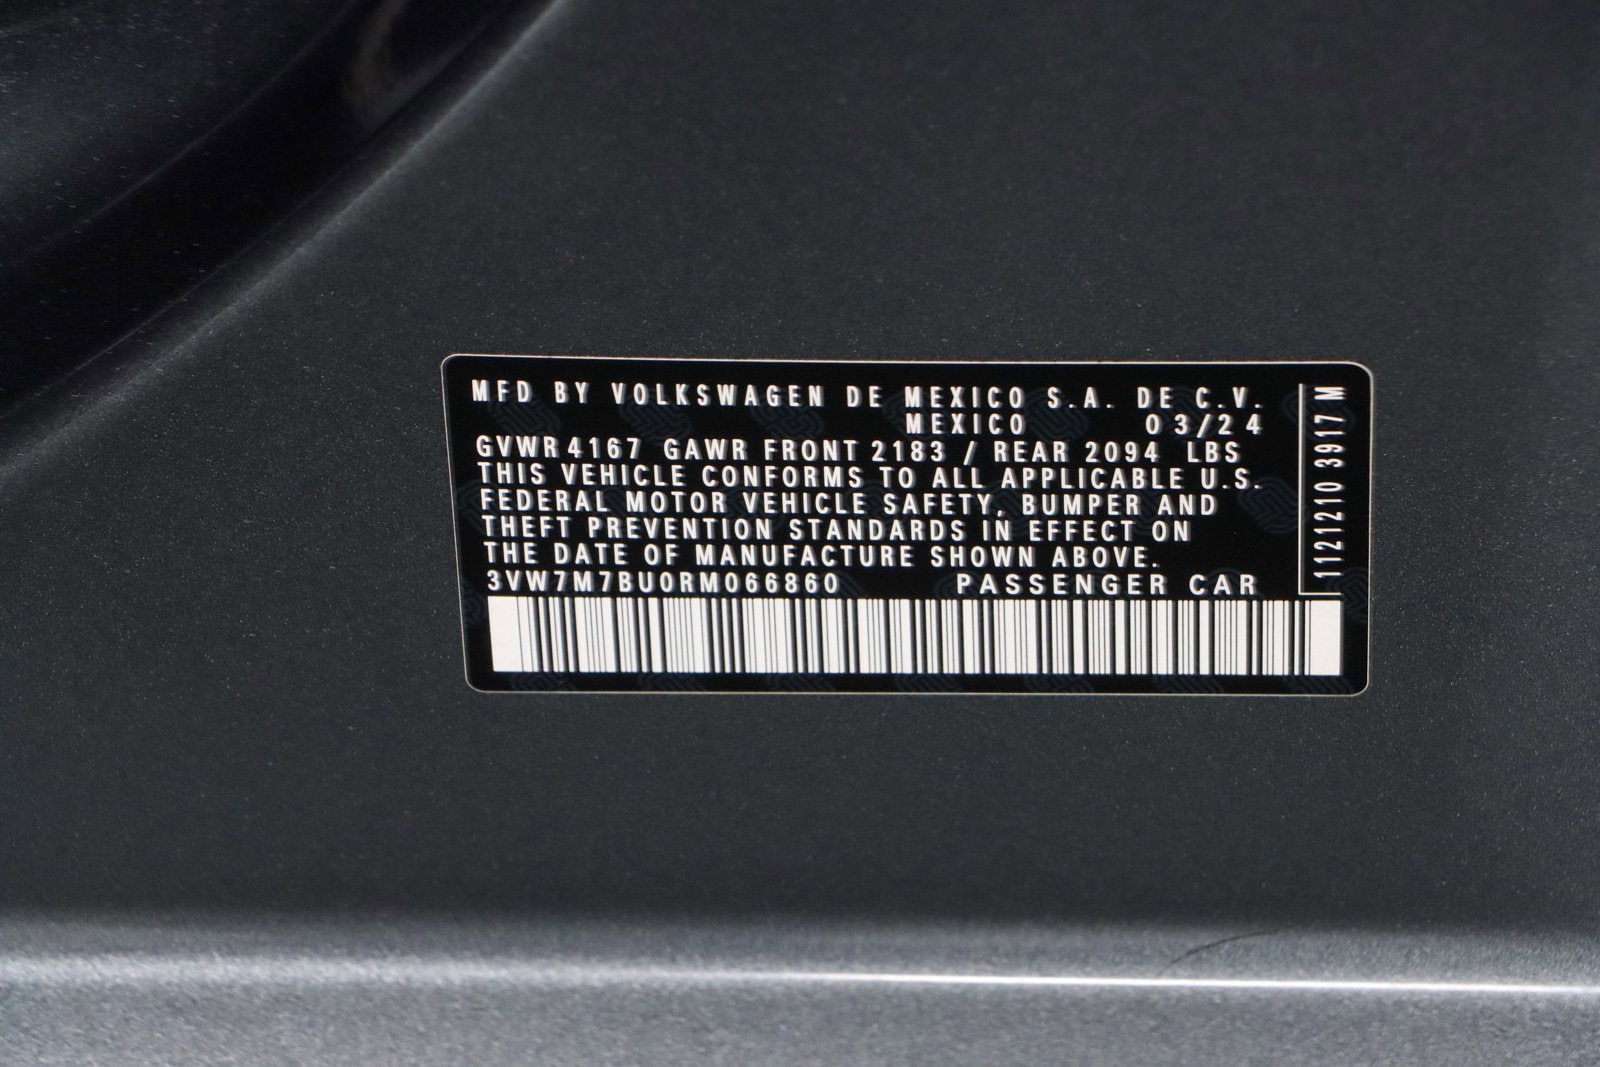 MFD BY VOLKSWAGEN DE MEXICO S.A. DE C.V.
MEXICO 03/24
GVWR 4167 GAWR FRONT 2183 / REAR 2094 LBS
THIS VEHICLE CONFORMS TO ALL APPLICABLE U.S.
FEDERAL MOTOR VEHICLE SAFETY, BUMPER AND
THEFT PREVENTION STANDARDS IN EFFECT ON
THE DATE OF MANUFACTURE SHOWN ABOVE.
3VW7M7BU0RM066860 PASSENGER CAR
1121210 3917 M